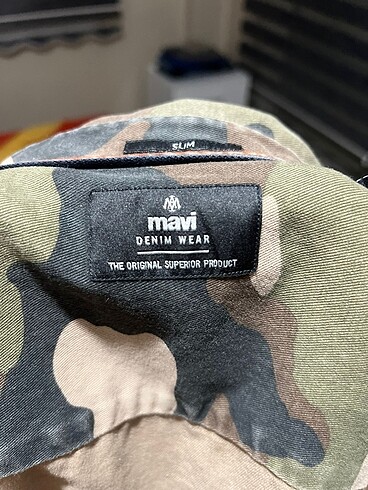 SLIM
mavi
DENIM WEAR
THE ORIGINAL SUPERIOR PRODUCT